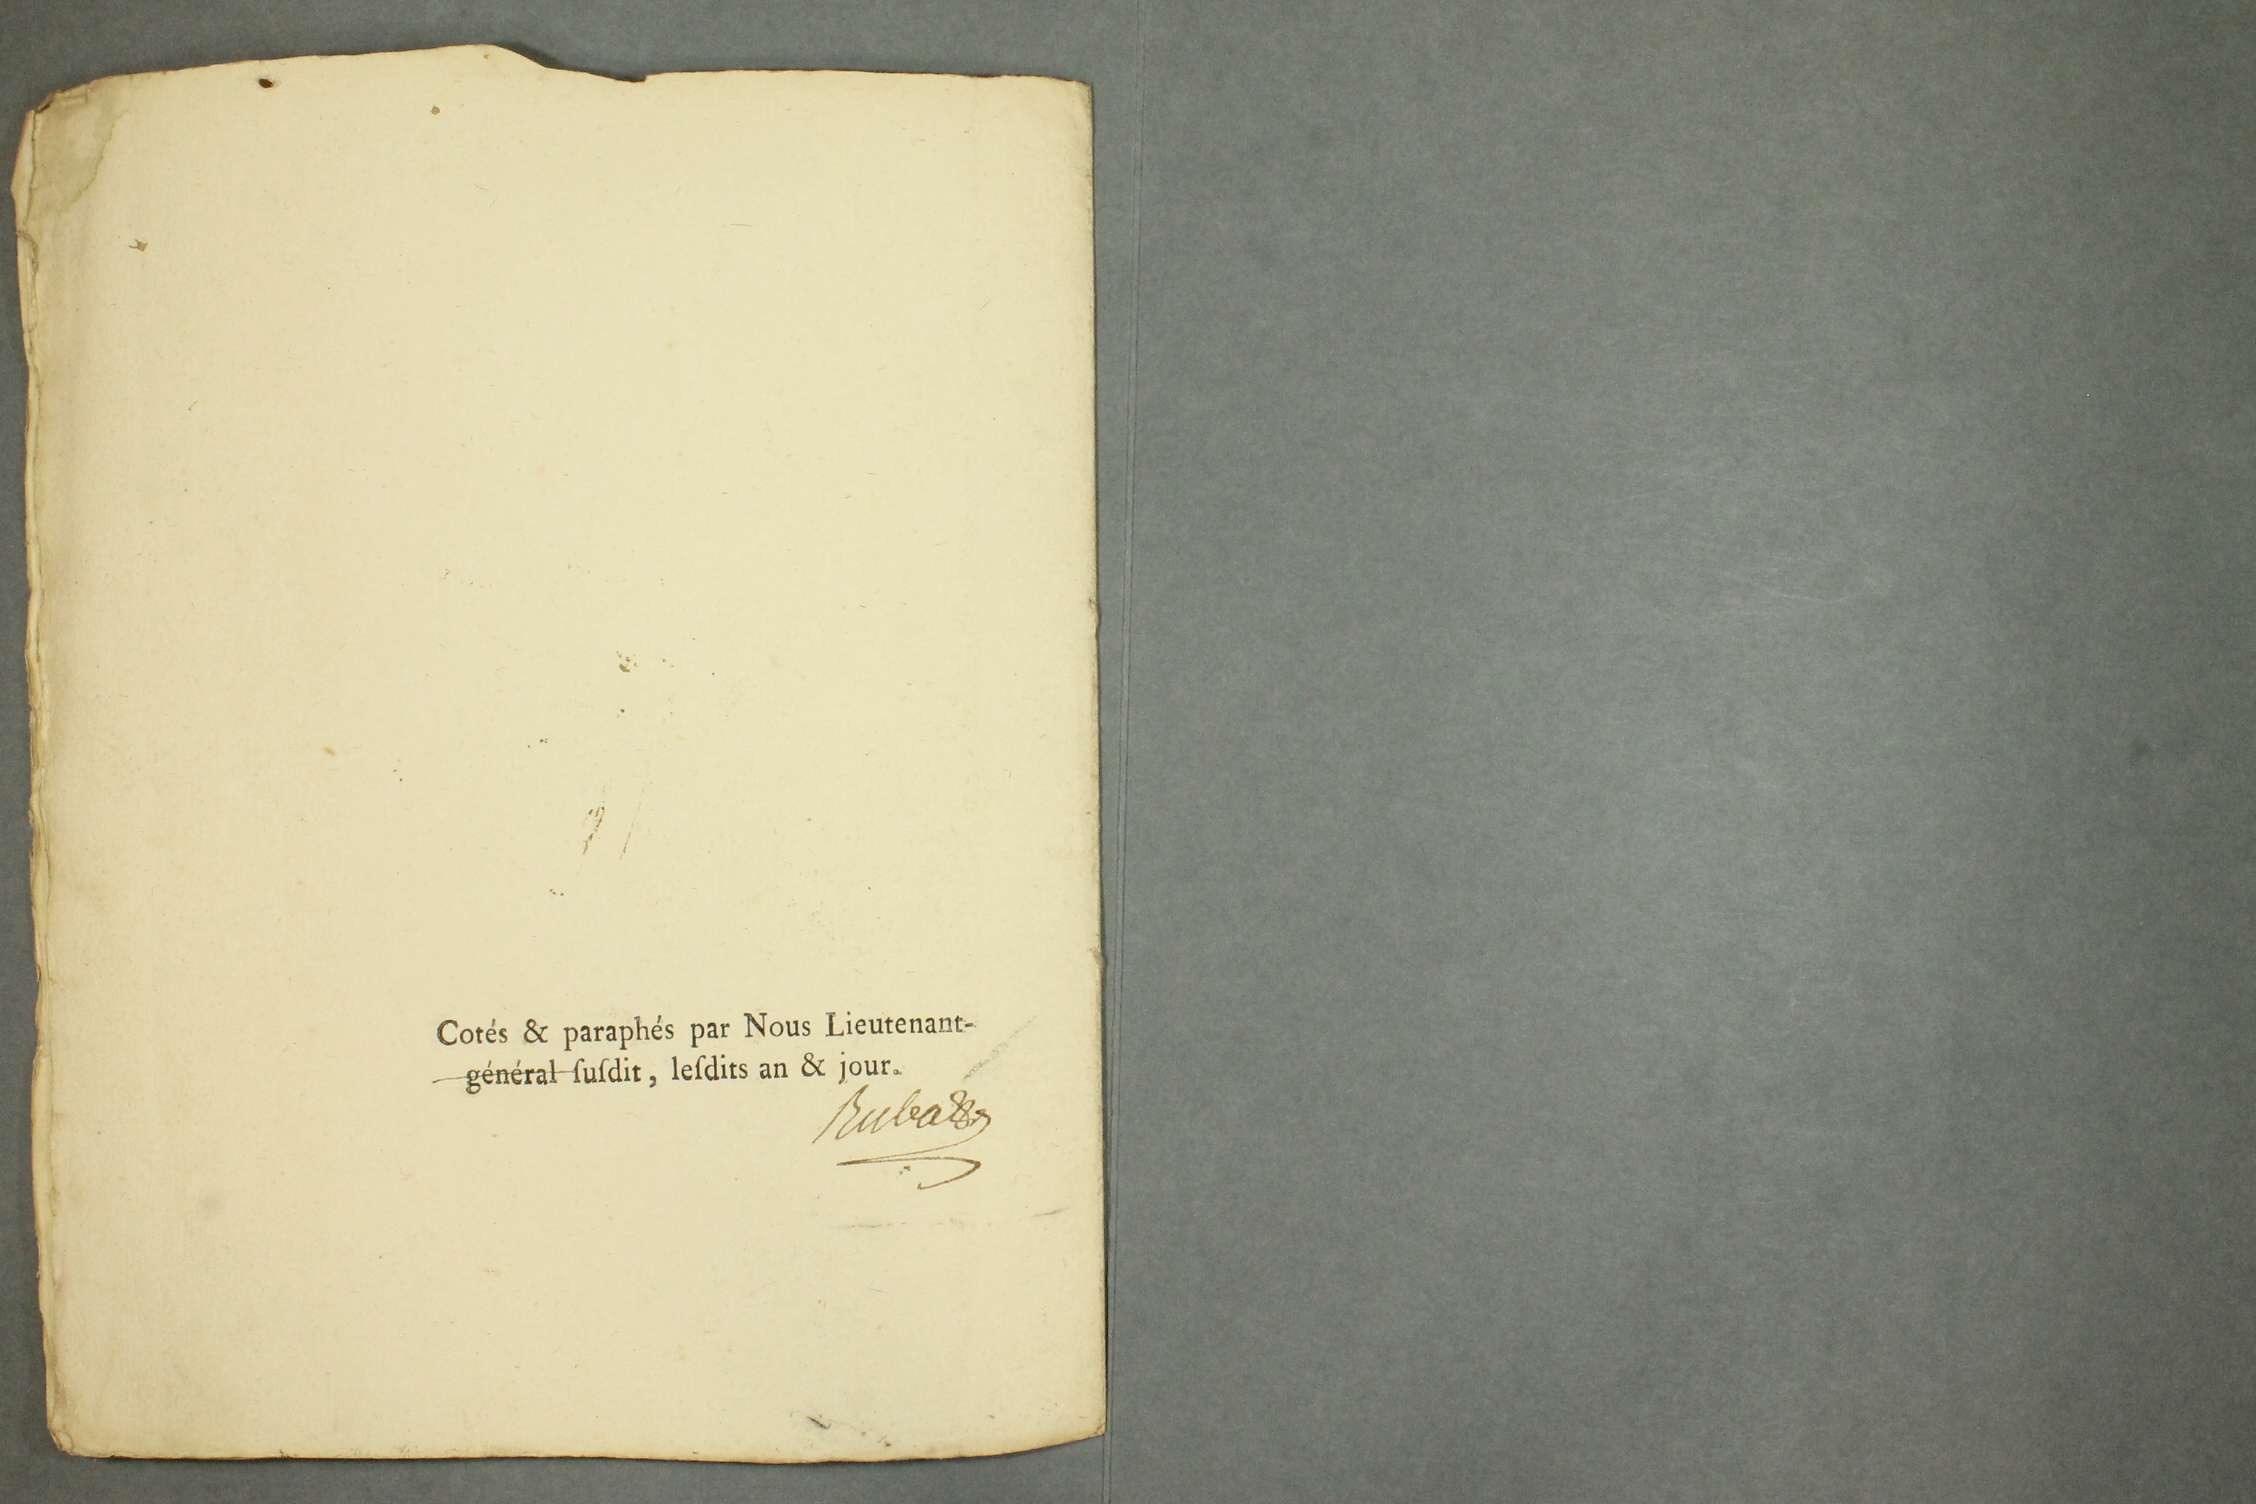 Cotés & paraphés par Nous Lieutenant-
général ſuſdit, leſdits an & jour.